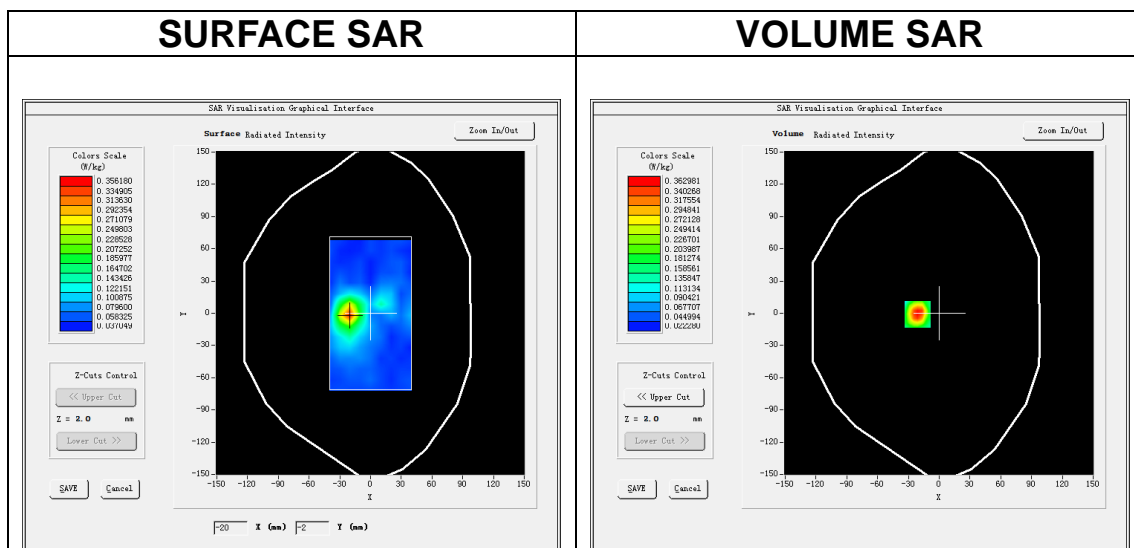 SURFACE SAR
VOLUME SAR
SAR Visualisation Graphical Interface
Surface Radiated Intensity
Zoom In/Out
Colors Scale
(W/kg)
0.356180
0.334905
0.313630
0.292354
0.271079
0.249803
0.228528
0.207252
0.185977
0.164702
0.143426
0.122151
0.100875
0.079600
0.058325
0.037049
Z-Cuts Control
<< Upper Cut
Z = 2.0 mm
Lower Cut >>
SAVE Cancel
150
120
90
60
30
0
-30
-60
-90
-120
-150
Y
-150 -120 -90 -60 -30 0 30 60 90 120 150
X
-20 X (mm) -2 Y (mm)
SAR Visualisation Graphical Interface
Volume Radiated Intensity
Zoom In/Out
Colors Scale
(W/kg)
0.362981
0.340268
0.317554
0.294841
0.272128
0.249414
0.226701
0.203987
0.181274
0.158561
0.135847
0.113134
0.090421
0.067707
0.044994
0.022280
Z-Cuts Control
<< Upper Cut
Z = 2.0 mm
Lower Cut >>
SAVE Cancel
150
120
90
60
30
0
-30
-60
-90
-120
-150
Y
-150 -120 -90 -60 -30 0 30 60 90 120 150
X